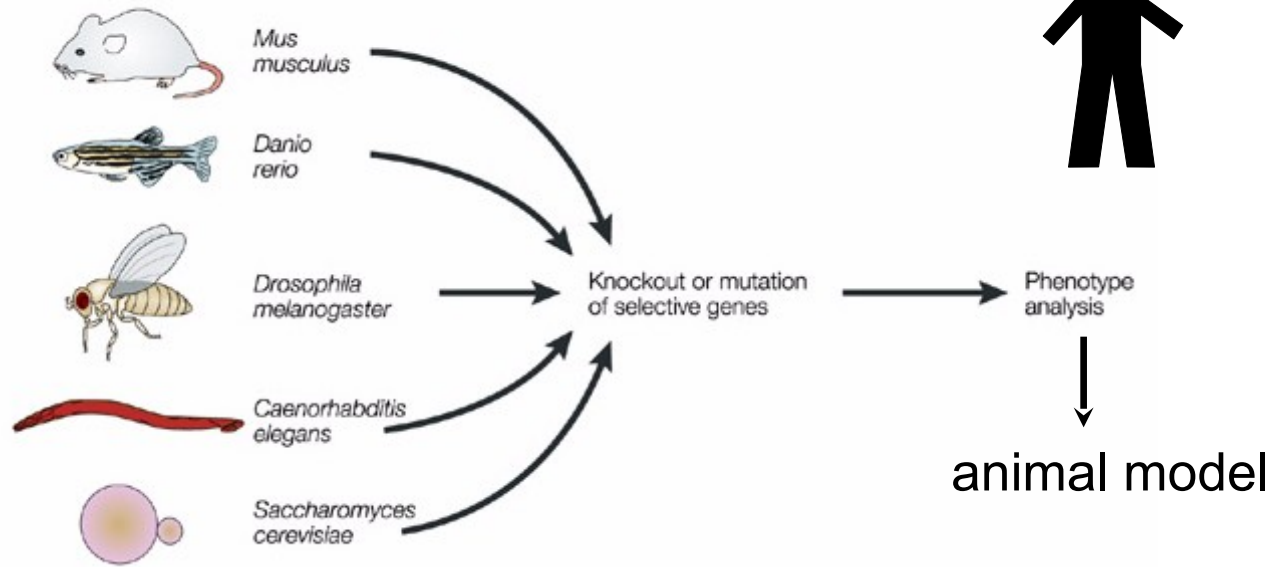 Mus
musculus
Danio
rerio
Drosophila
melanogaster
Knockout or mutation
of selective genes
Phenotype
analysis
Caenorhabditis
elegans
animal model
Saccharomyces
cerevisiae